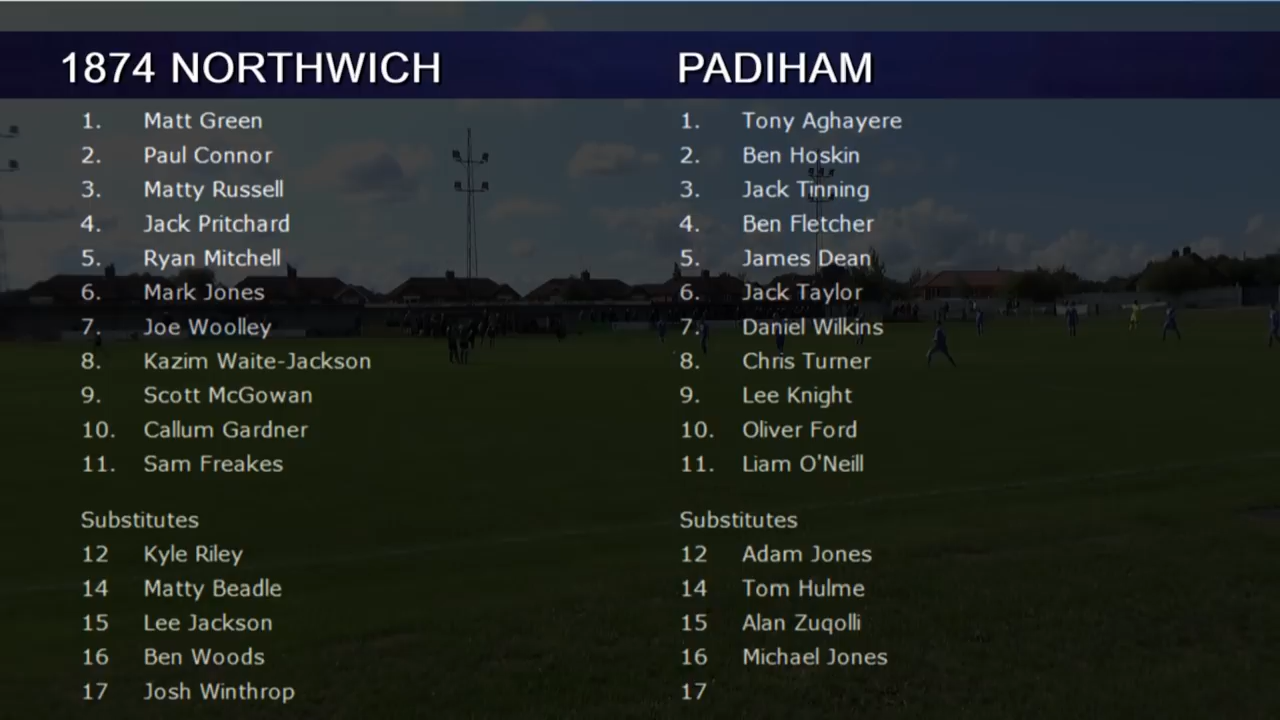 1874 NORTHWICH
1. Matt Green
2. Paul Connor
3. Matty Russell
4. Jack Pritchard
5. Ryan Mitchell
6. Mark Jones
7. Joe Woolley
8. Kazim Waite-Jackson
9. Scott McGowan
10. Callum Gardner
11. Sam Freakes
Substitutes
12 Kyle Riley
14 Matty Beadle
15 Lee Jackson
16 Ben Woods
17 Josh Winthrop
PADIHAM
1. Tony Aghayere
2. Ben Hoskin
3. Jack Tinning
4. Ben Fletcher
5. James Dean
6. Jack Taylor
7. Daniel Wilkins
8. Chris Turner
9. Lee Knight
10. Oliver Ford
11. Liam O'Neill
Substitutes
12 Adam Jones
14 Tom Hulme
15 Alan Zuqolli
16 Michael Jones
17